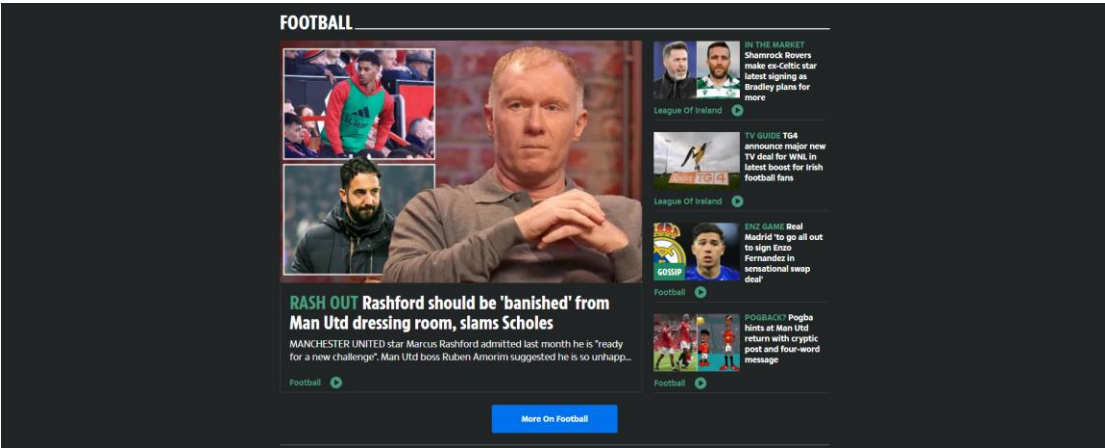 FOOTBALL
RASH OUT Rashford should be 'banished' from
Man Utd dressing room, slams Scholes
MANCHESTER UNITED star Marcus Rashford admitted last month he is "ready
for a new challenge". Man Utd boss Ruben Amorim suggested he is so unhapp...
Football
IN THE MARKET
Shamrock Rovers
make ex-Celtic star
latest signing as
Bradley plans for
more
League Of Ireland
TG4
TV GUIDE TG4
announce major new
TV deal for WNL in
latest boost for Irish
football fans
League Of Ireland
GOSSIP
ENZ GAME Real
Madrid 'to go all out
to sign Enzo
Fernandez in
sensational swap
deal'
Football
POGBACK? Pogba
hints at Man Utd
return with cryptic
post and four-word
message
Football
More On Football